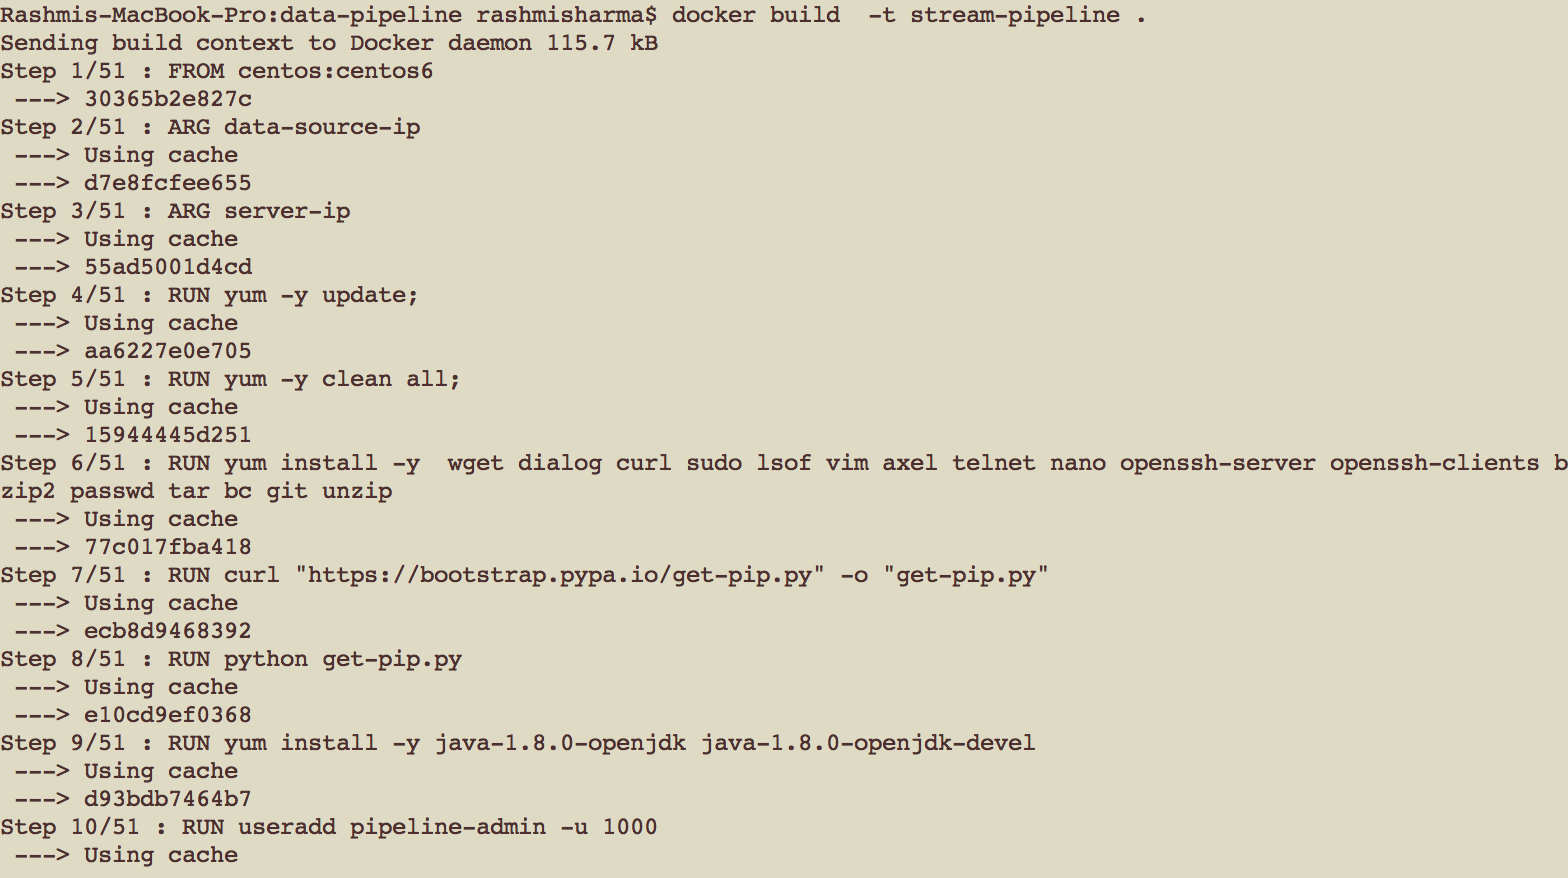 Rashmis-MacBook-Pro:data-pipeline rashmisharma$ docker build  -t stream-pipeline .
Sending build context to Docker daemon 115.7 kB
Step 1/51 : FROM centos:centos6
 ---> 30365b2e827c
Step 2/51 : ARG data-source-ip
 ---> Using cache
 ---> d7e8fcfee655
Step 3/51 : ARG server-ip
 ---> Using cache
 ---> 55ad5001d4cd
Step 4/51 : RUN yum -y update;
 ---> Using cache
 ---> aa6227e0e705
Step 5/51 : RUN yum -y clean all;
 ---> Using cache
 ---> 15944445d251
Step 6/51 : RUN yum install -y  wget dialog curl sudo lsof vim axel telnet nano openssh-server openssh-clients b
zip2 passwd tar bc git unzip
 ---> Using cache
 ---> 77c017fba418
Step 7/51 : RUN curl "https://bootstrap.pypa.io/get-pip.py" -o "get-pip.py"
 ---> Using cache
 ---> ecb8d9468392
Step 8/51 : RUN python get-pip.py
 ---> Using cache
 ---> e10cd9ef0368
Step 9/51 : RUN yum install -y java-1.8.0-openjdk java-1.8.0-openjdk-devel
 ---> Using cache
 ---> d93bdb7464b7
Step 10/51 : RUN useradd pipeline-admin -u 1000
 ---> Using cache